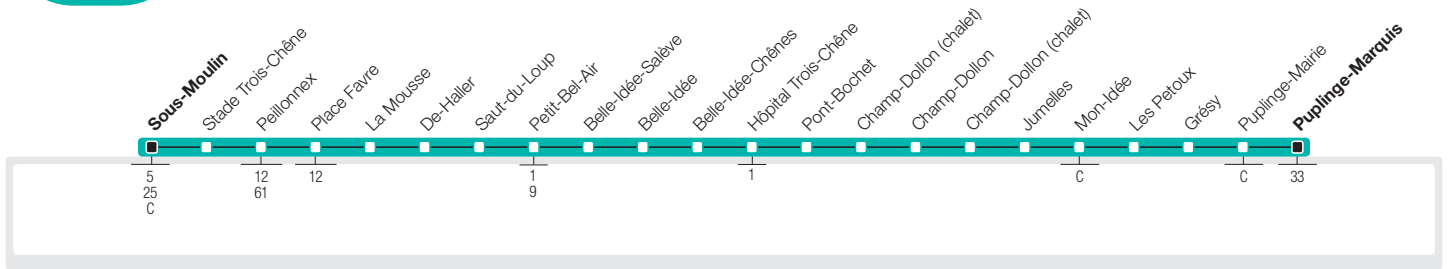 Sous-Moulin
Stade Trois-Chêne
Peillonnex
Place Favre
La Mousse
De-Haller
Saut-du-Loup
Petit-Bel-Air
Belle-Idée-Salève
Belle-Idée
Belle-Idée-Chênes
Hôpital Trois-Chêne
Pont-Bochet
Champ-Dollon (chalet)
Champ-Dollon
Champ-Dollon (chalet)
Jumelles
Mon-Idée
Les Petoux
Grésy
Puplinge-Mairie
Puplinge-Marquis
5
25
C
12
61
12
1
9
1
C
C
33